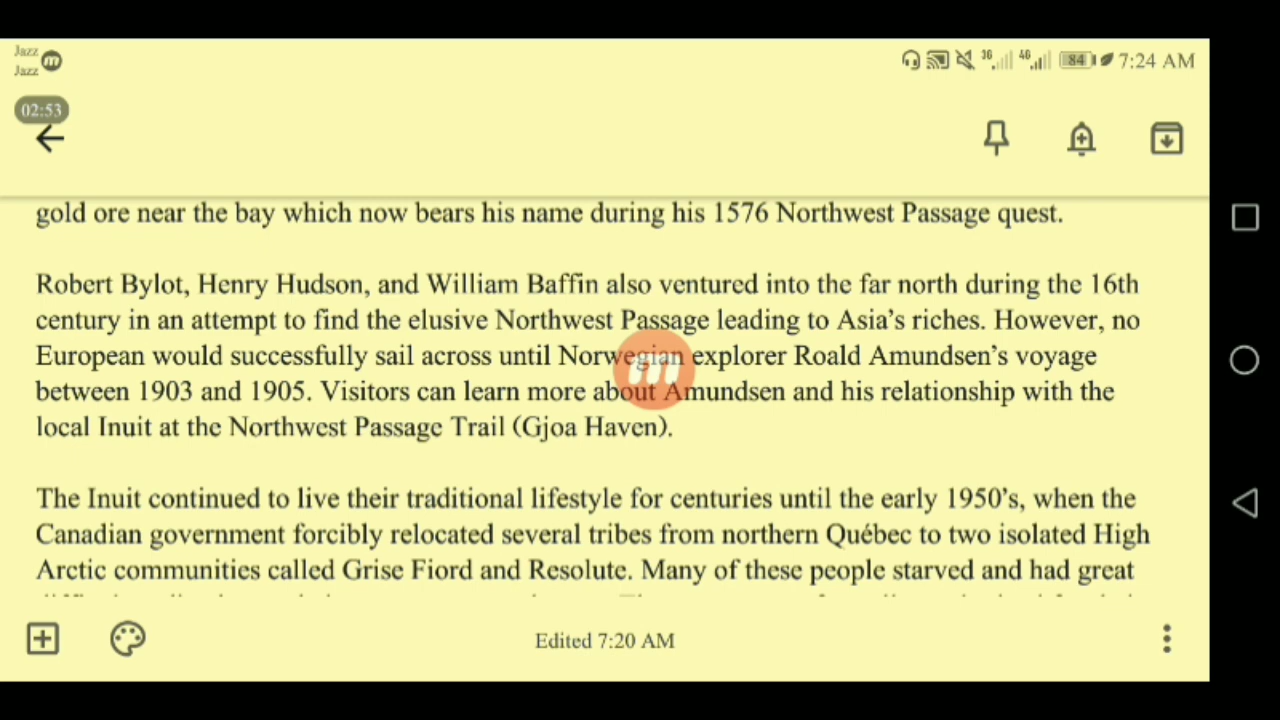 Jazz
Jazz
3G
4G
84
7:24 AM
02:53
gold ore near the bay which now bears his name during his 1576 Northwest Passage quest.
Robert Bylot, Henry Hudson, and William Baffin also ventured into the far north during the 16th
century in an attempt to find the elusive Northwest Passage leading to Asia’s riches. However, no
European would successfully sail across until Norwegian explorer Roald Amundsen’s voyage
between 1903 and 1905. Visitors can learn more about Amundsen and his relationship with the
local Inuit at the Northwest Passage Trail (Gjoa Haven).
The Inuit continued to live their traditional lifestyle for centuries until the early 1950’s, when the
Canadian government forcibly relocated several tribes from northern Québec to two isolated High
Arctic communities called Grise Fiord and Resolute. Many of these people starved and had great
Edited 7:20 AM